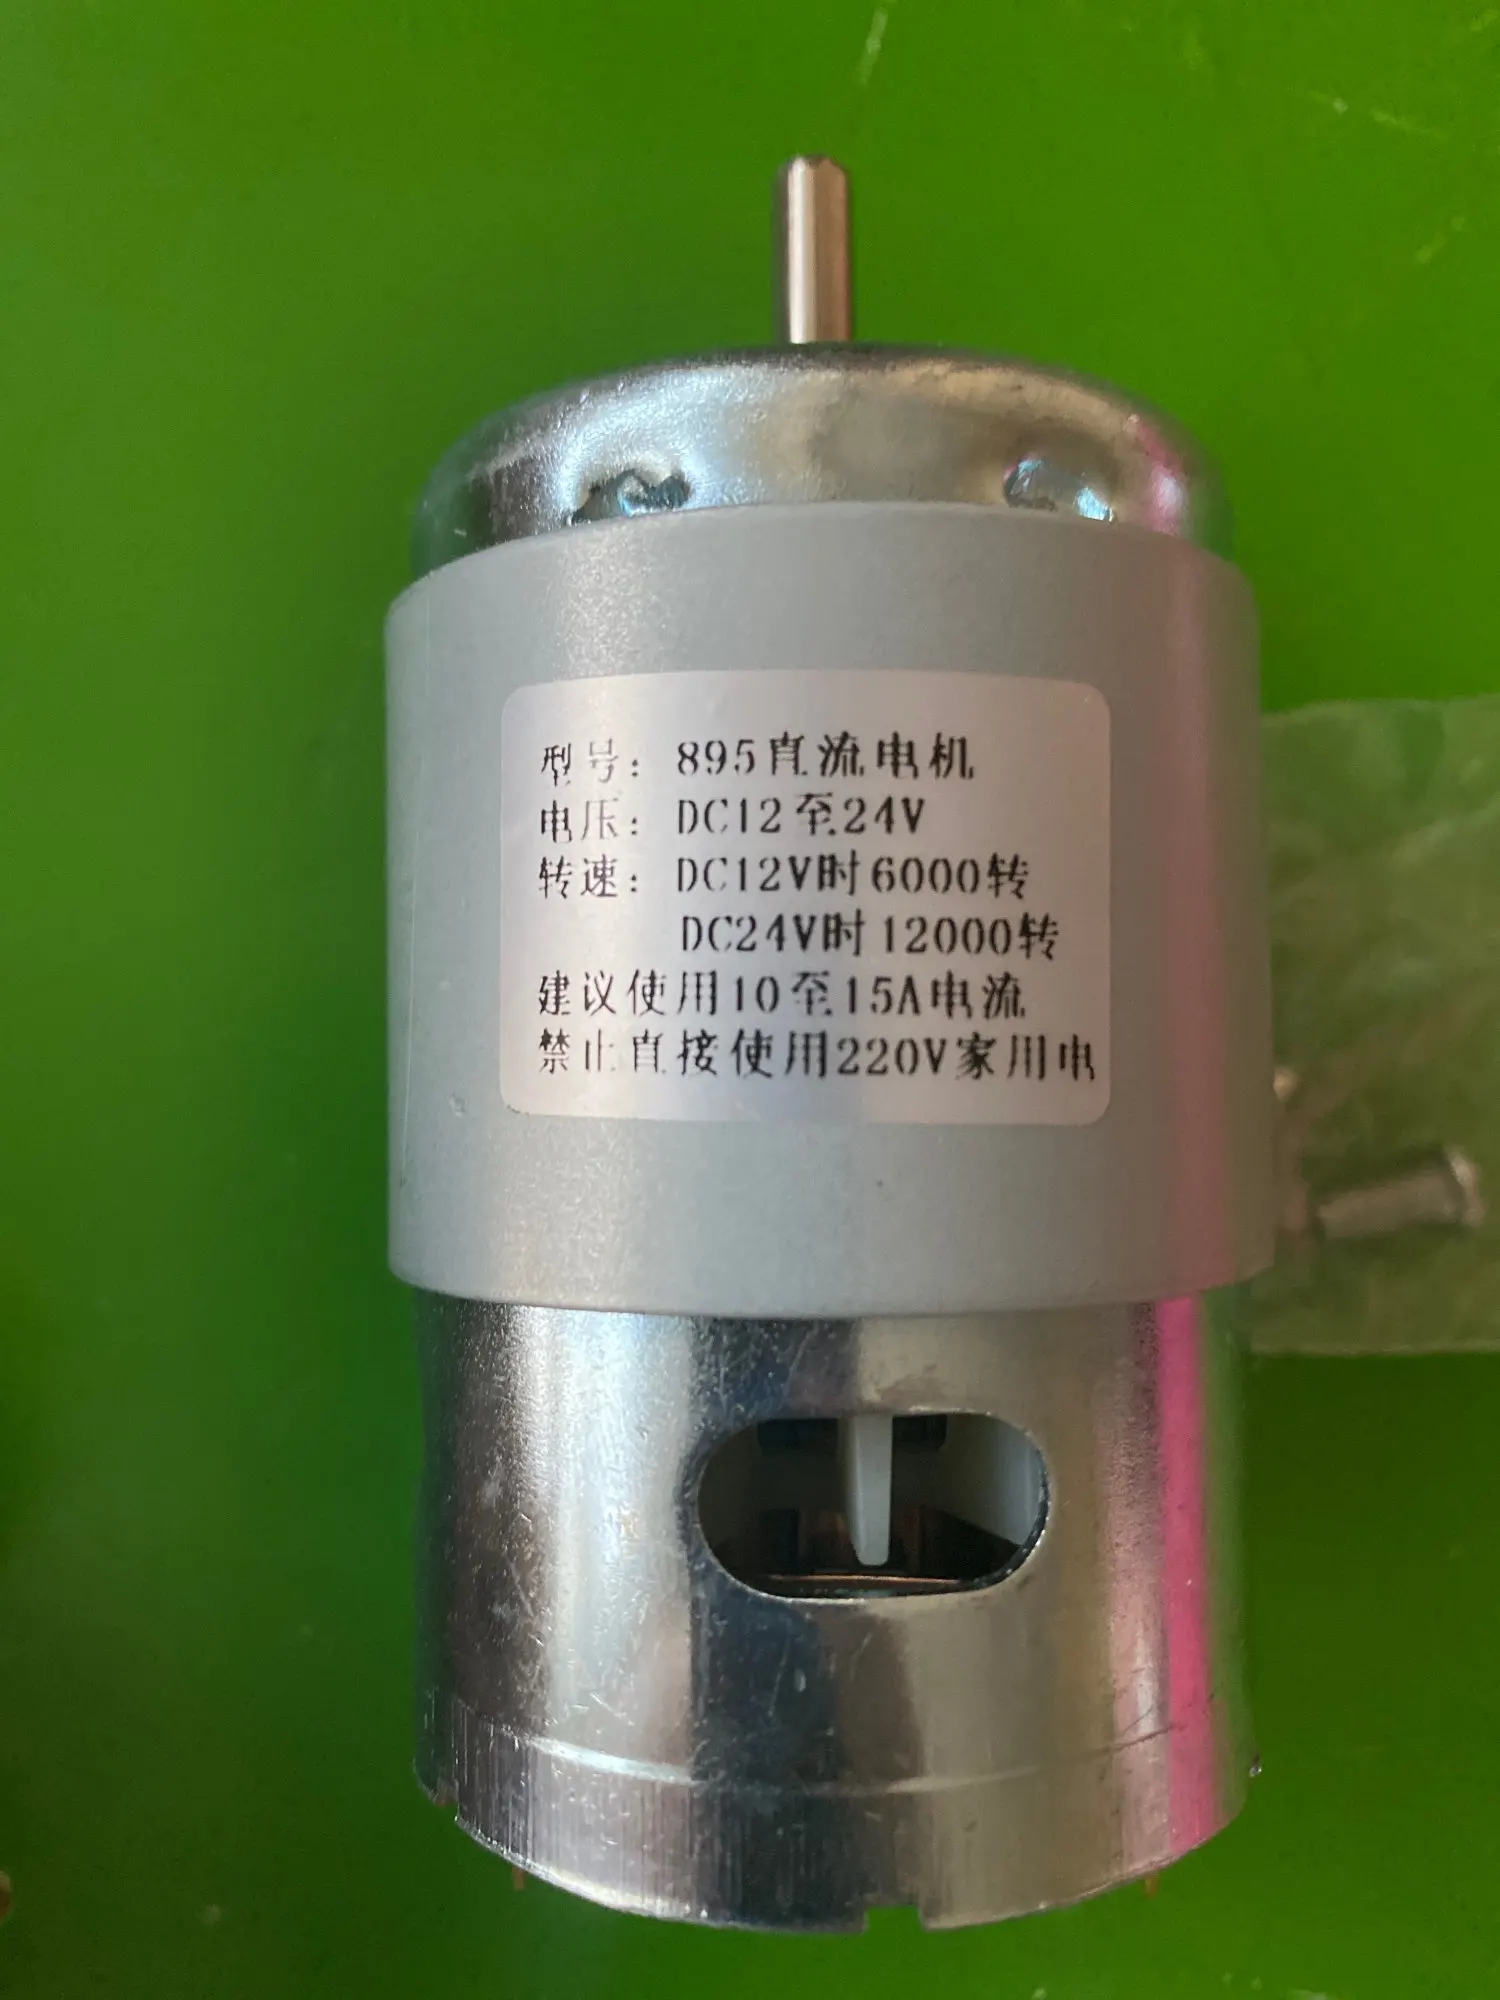 型号：895直流电机
电压：DC12至24V
转速：DC12V时6000转
DC24V时12000转
建议使用10至15A电流
禁止直接使用220V家用电